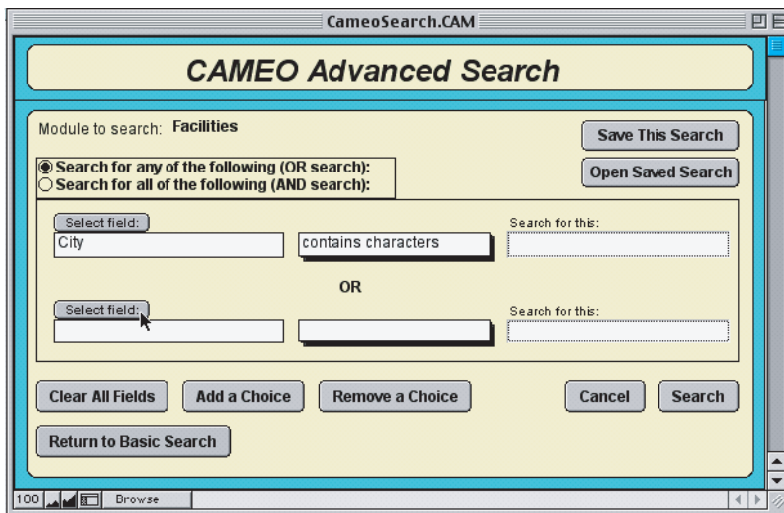 CameoSearch.CAM
CAMEO Advanced Search
Module to search: Facilities
Save This Search
Search for any of the following (OR search):
Search for all of the following (AND search):
Open Saved Search
Select field:
Search for this:
City
contains characters
OR
Select field:
Search for this:
Clear All Fields
Add a Choice
Remove a Choice
Cancel
Search
Return to Basic Search
100
Browse